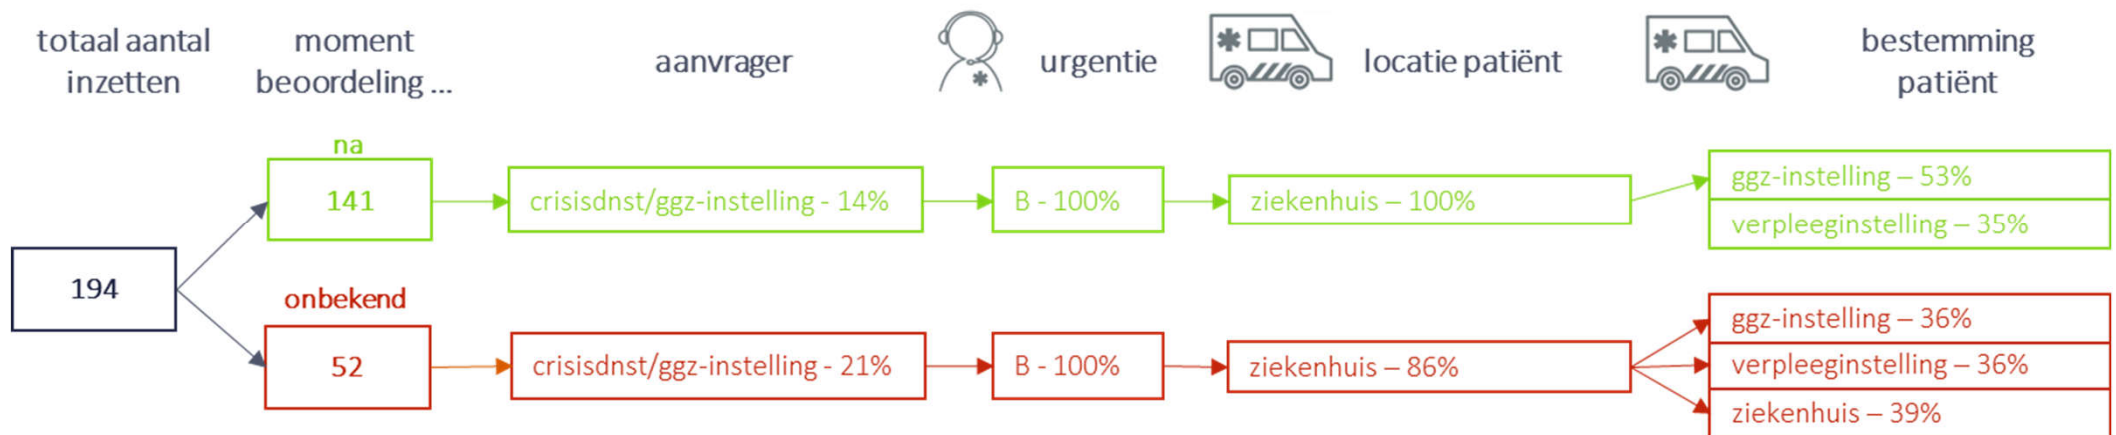 totaal aantal
inzetten
moment
beoordeling ...
aanvrager
urgentie
locatie patiënt
bestemming
patiënt
194
na
141
crisisdnst/ggz-instelling - 14%
B - 100%
ziekenhuis – 100%
ggz-instelling – 53%
verpleeginstelling – 35%
onbekend
52
crisisdnst/ggz-instelling - 21%
B - 100%
ziekenhuis – 86%
ggz-instelling – 36%
verpleeginstelling – 36%
ziekenhuis – 39%